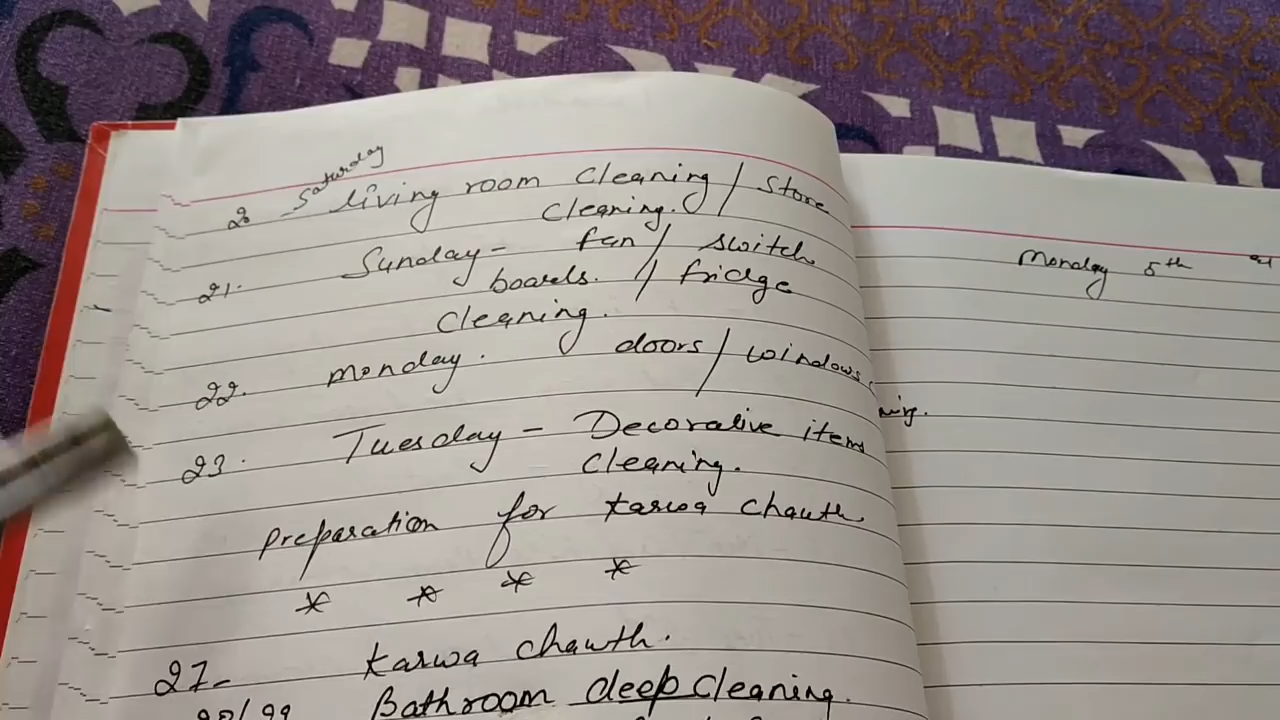 20 Saturday living room cleaning / store
cleaning.
21. Sunday - fan / switch
boards. // fridge
cleaning.
22. monday. doors / windows
23. Tuesday - Decorative items
cleaning.
preparation for karwa chauth
* * * *
27- karwa chauth.
Bathroom deep cleaning.
Monday 5th